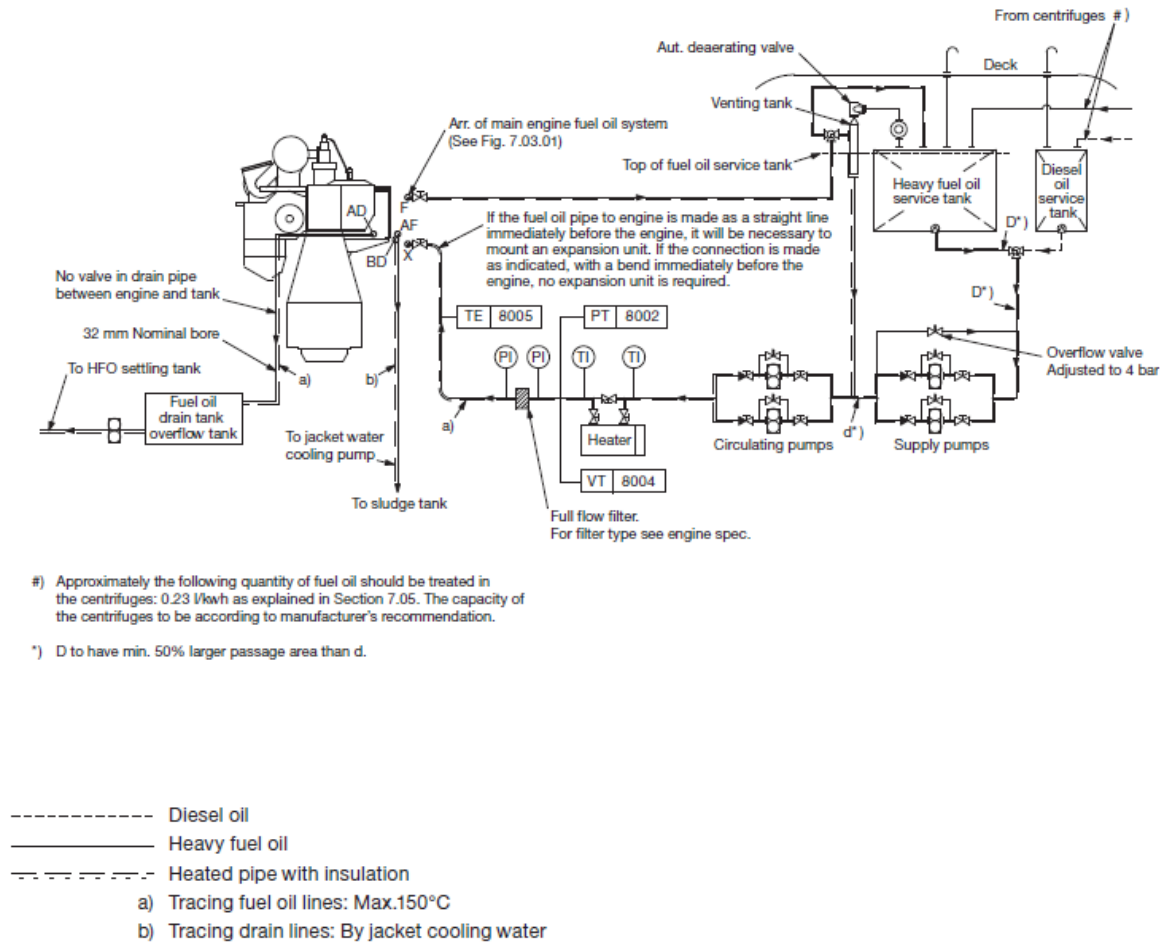 From centrifuges #)
Aut. deaerating valve
Deck
Venting tank
Arr. of main engine fuel oil system
(See Fig. 7.03.01)
Top of fuel oil service tank
Heavy fuel oil
service tank
Diesel
oil
service
tank
D*)
AD
F
AF
X
BD
If the fuel oil pipe to engine is made as a straight line
immediately before the engine, it will be necessary to
mount an expansion unit. If the connection is made
as indicated, with a bend immediately before the
engine, no expansion unit is required.
No valve in drain pipe
between engine and tank
D*)
TE 8005
PT 8002
32 mm Nominal bore
PI
PI
TI
TI
Overflow valve
Adjusted to 4 bar
To HFO settling tank
a)
b)
Fuel oil
drain tank
overflow tank
a)
Heater
Circulating pumps
d*)
Supply pumps
To jacket water
cooling pump
VT 8004
To sludge tank
Full flow filter.
For filter type see engine spec.
#) Approximately the following quantity of fuel oil should be treated in
the centrifuges: 0.23 l/kwh as explained in Section 7.05. The capacity of
the centrifuges to be according to manufacturer's recommendation.
*) D to have min. 50% larger passage area than d.
Diesel oil
Heavy fuel oil
Heated pipe with insulation
a) Tracing fuel oil lines: Max.150°C
b) Tracing drain lines: By jacket cooling water